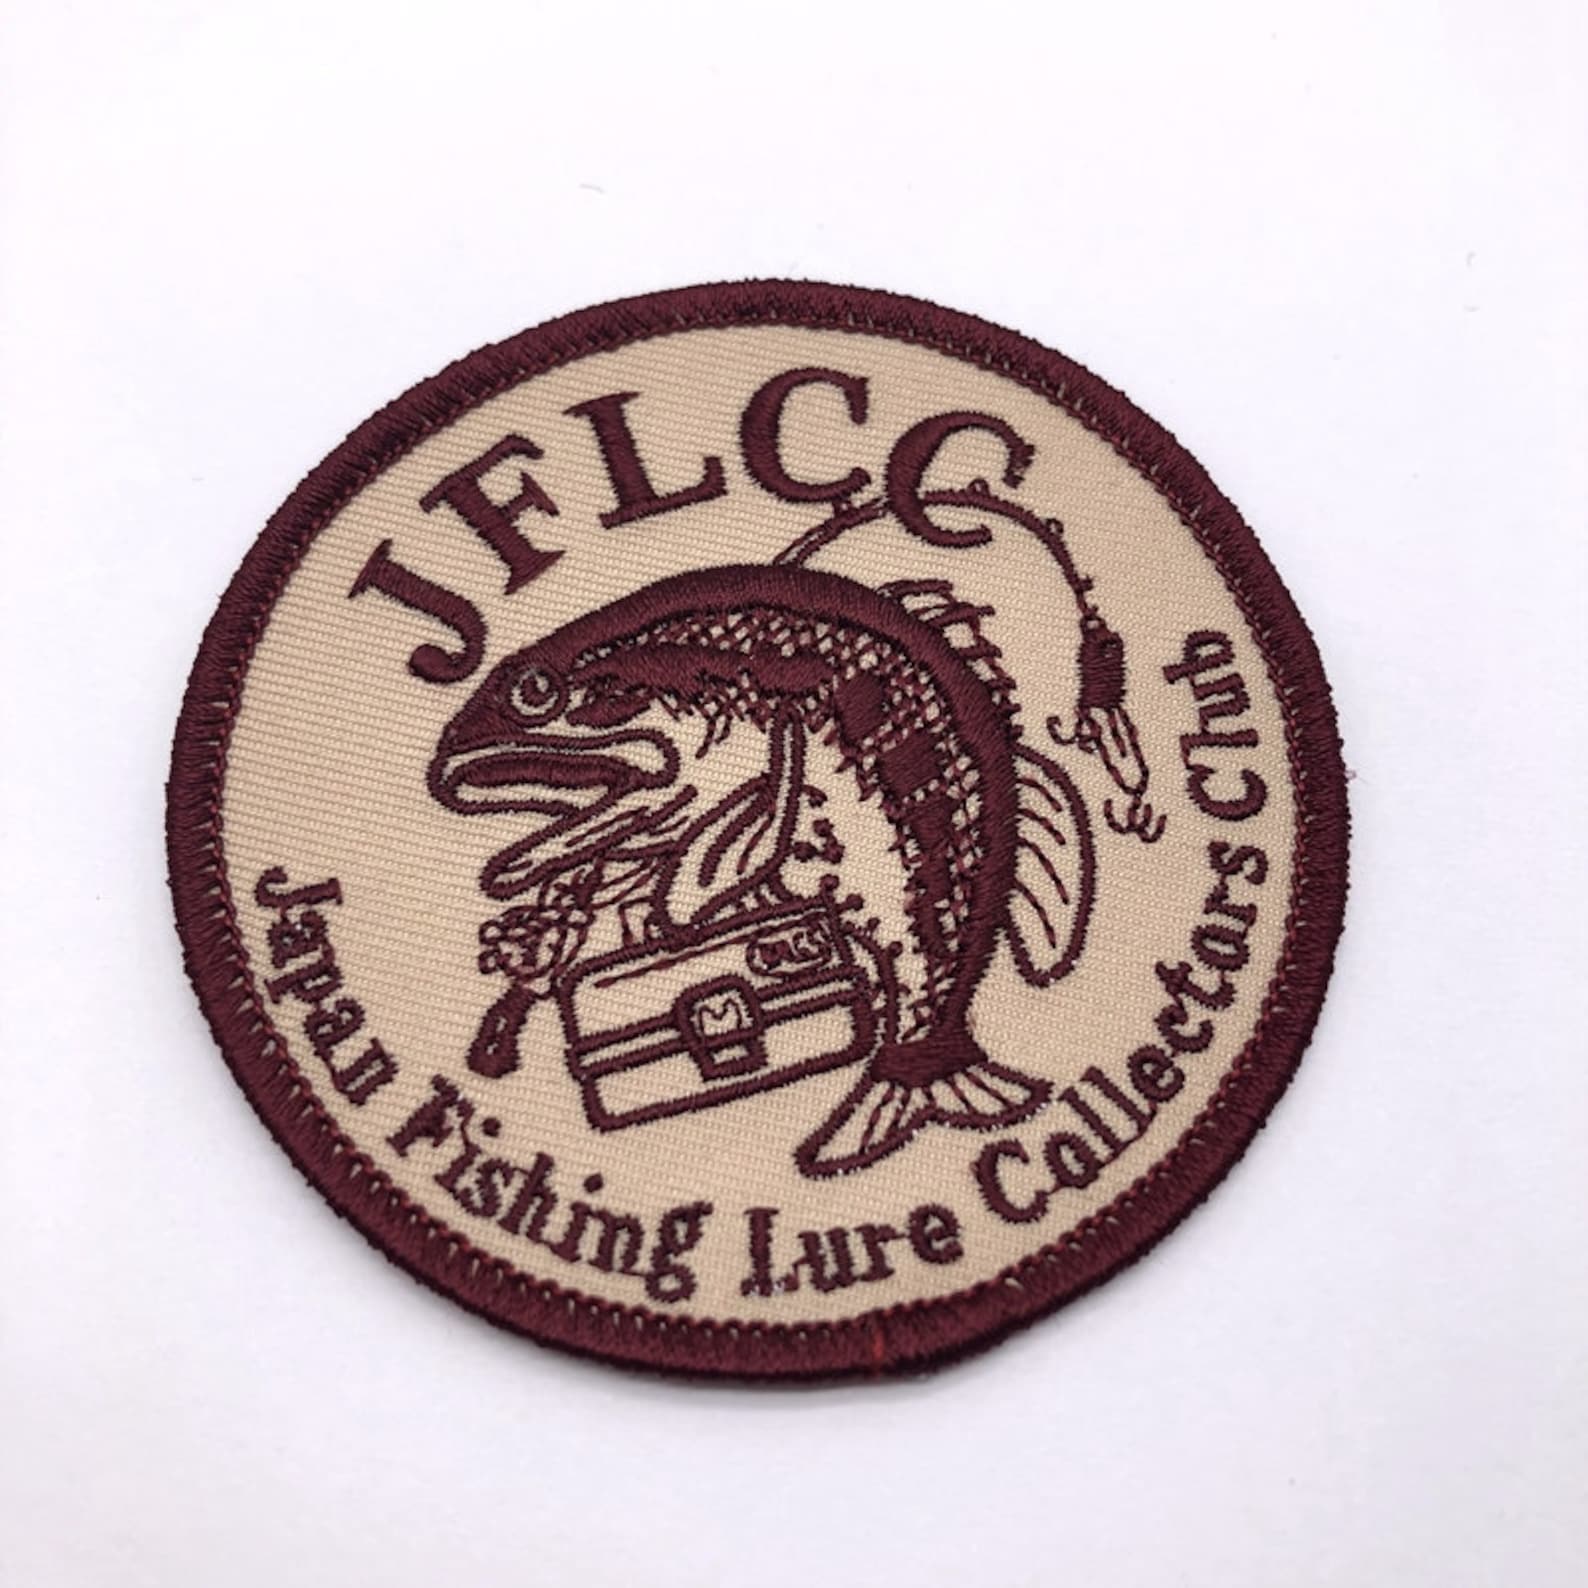 JFLCC
Japan Fishing Lure Collectors Club
M